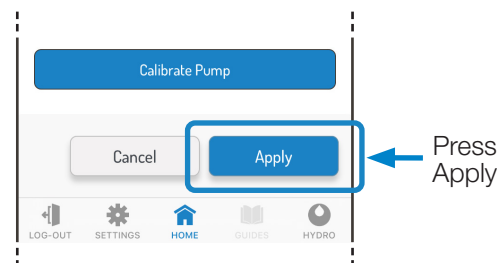 Calibrate Pump
Cancel
Apply
Press
Apply
LOG-OUT
SETTINGS
HOME
GUIDES
HYDRO